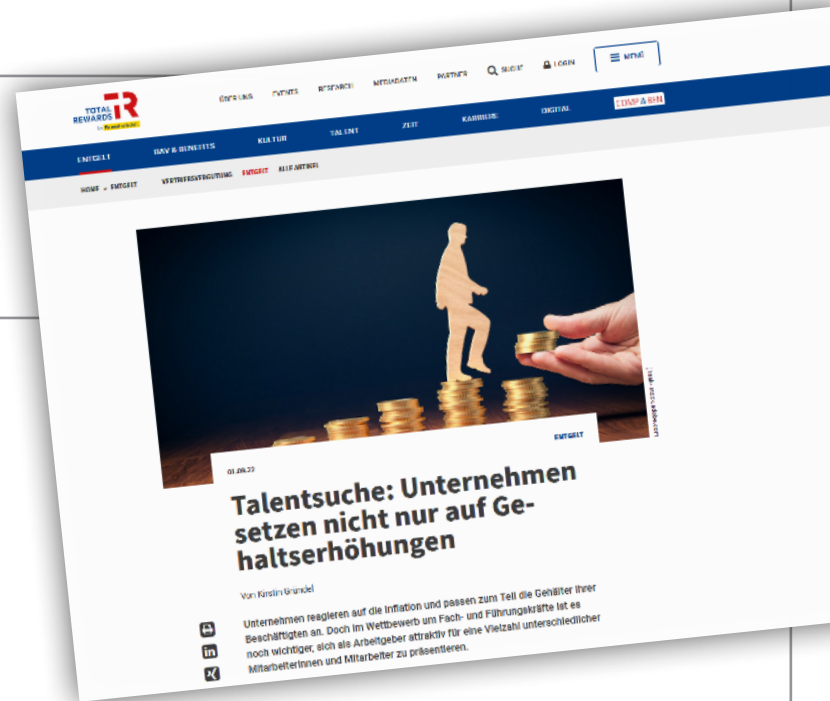 TOTAL
REWARDS
TR
ÜBER UNS EVENTS RESEARCH MEDIADATEN PARTNER SUCHE LOGIN MENÜ
ENTGELT BAV & BENEFITS KULTUR TALENT ZEIT KARRIERE DIGITAL COMP & BEN
HOME ENTGELT VERTRIEBSVERGÜTUNG ENTGELT ALLE ARTIKEL
ENTGELT
Talentsuche: Unternehmen
setzen nicht nur auf Ge-
haltserhöhungen
Von Kirstin Gründel
Unternehmen reagieren auf die Inflation und passen zum Teil die Gehälter ihrer
Beschäftigten an. Doch im Wettbewerb um Fach- und Führungskräfte ist es
noch wichtiger, sich als Arbeitgeber attraktiv für eine Vielzahl unterschiedlicher
Mitarbeiterinnen und Mitarbeiter zu präsentieren.
in